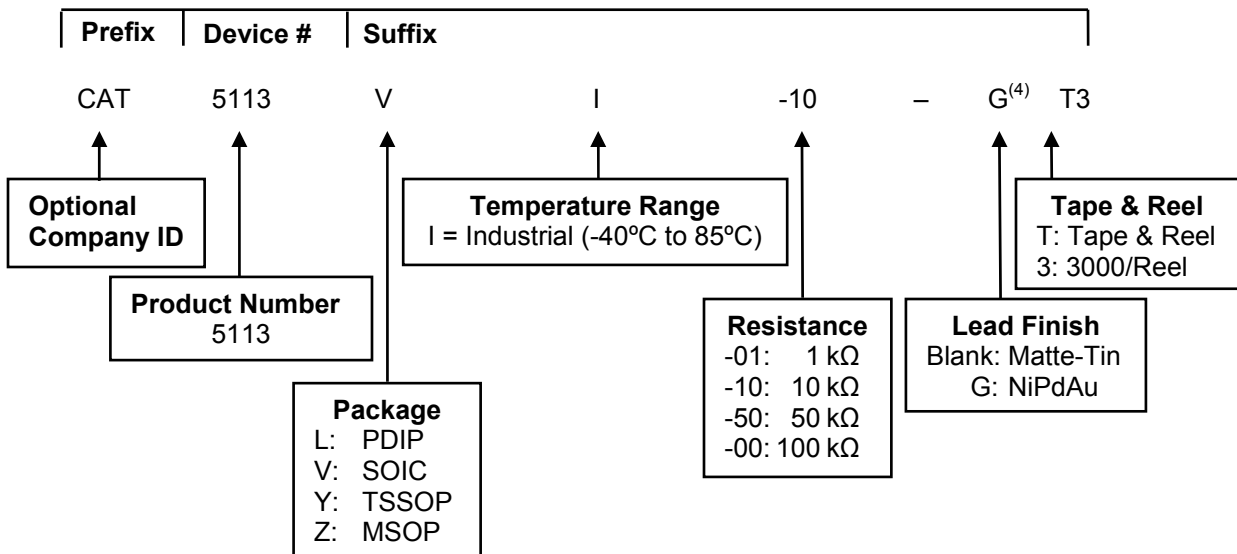 Prefix Device # Suffix
CAT 5113 V I -10 – G(4) T3
Optional
Company ID
Product Number
5113
Package
L: PDIP
V: SOIC
Y: TSSOP
Z: MSOP
Temperature Range
I = Industrial (-40ºC to 85ºC)
Resistance
-01: 1 kΩ
-10: 10 kΩ
-50: 50 kΩ
-00: 100 kΩ
Lead Finish
Blank: Matte-Tin
G: NiPdAu
Tape & Reel
T: Tape & Reel
3: 3000/Reel